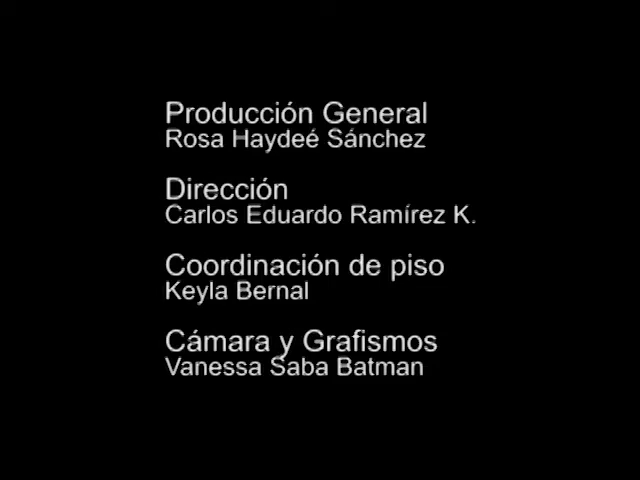 Producción General
Rosa Haydeé Sánchez
Dirección
Carlos Eduardo Ramírez K.
Coordinación de piso
Keyla Bernal
Cámara y Grafismos
Vanessa Saba Batman